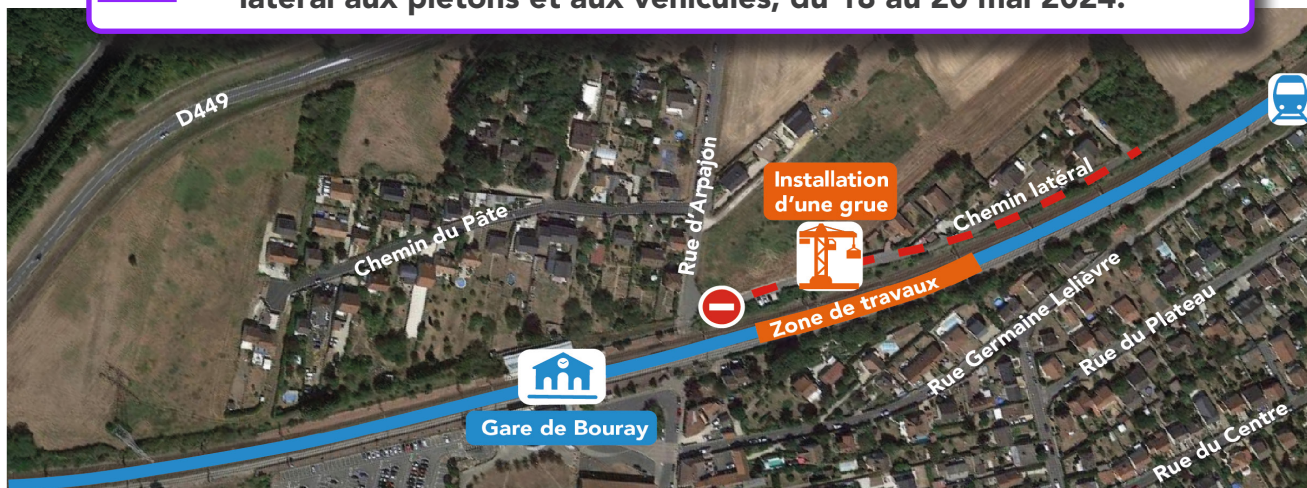 latéral aux piétons et aux véhicules, du 18 au 20 mai 2024.
D449
Rue d'Arpajon
Installation
d'une grue
Chemin latéral
Chemin du Pâte
Zone de travaux
Rue Germaine Lelièvre
Rue du Plateau
Gare de Bouray
Rue du Centre